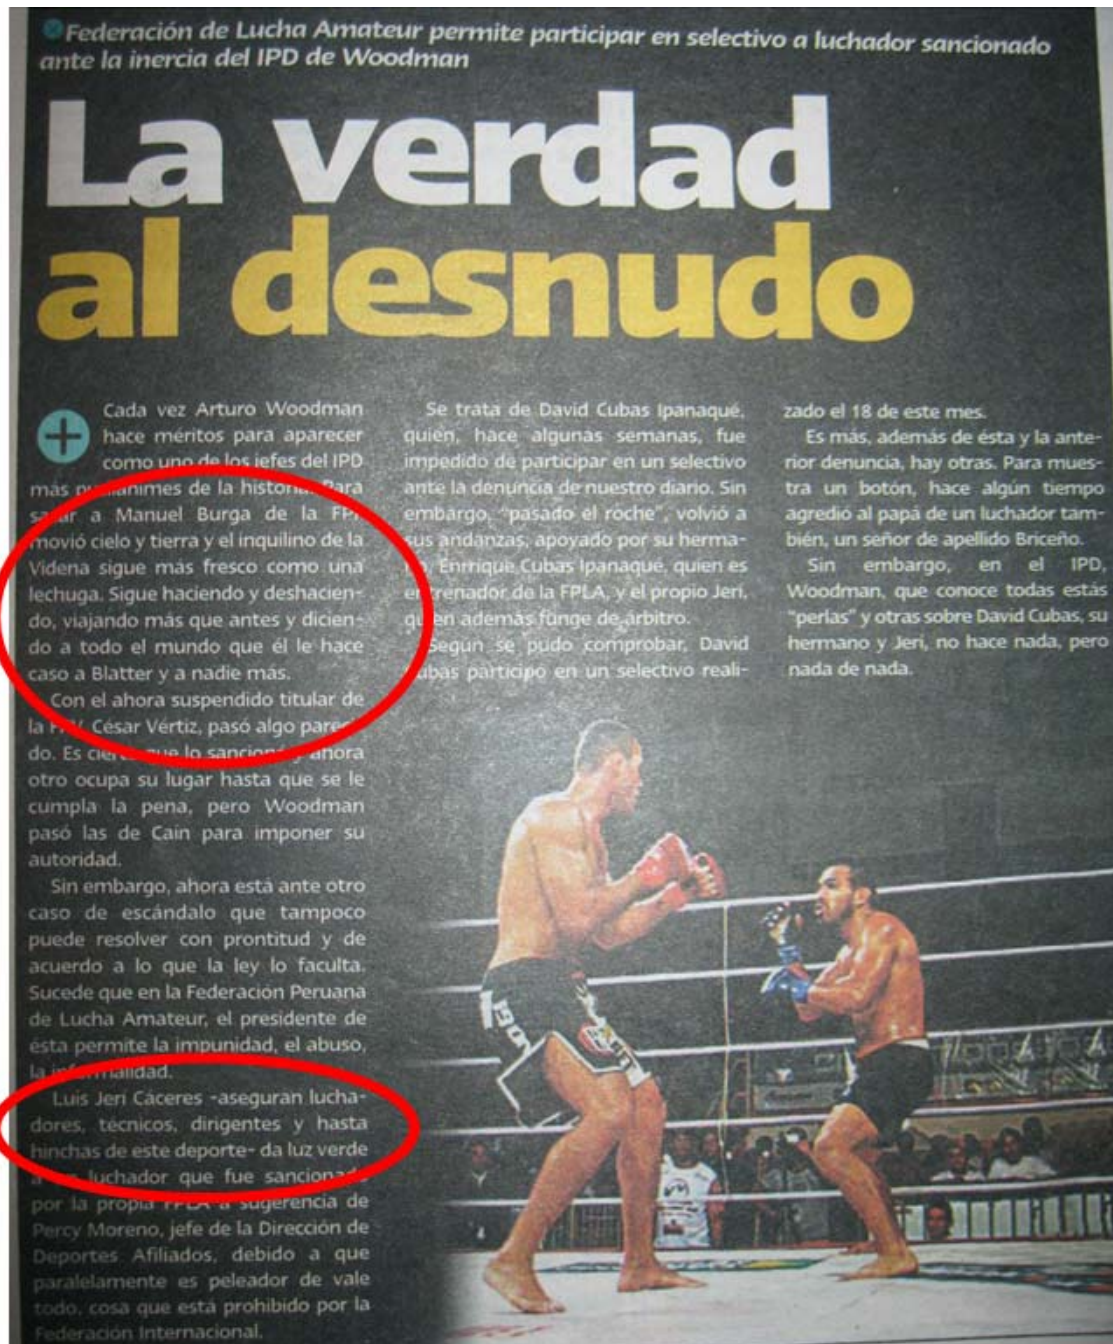 Federación de Lucha Amateur permite participar en selectivo a luchador sancionado
ante la inercia del IPD de Woodman
La verdad
al desnudo
Cada vez Arturo Woodman
hace méritos para aparecer
como uno de los jefes del IPD
más pusilánimes de la historia. Para
sacar a Manuel Burga de la FPF
movió cielo y tierra y el inquilino de la
Videna sigue más fresco como una
lechuga. Sigue haciendo y deshacien-
do, viajando más que antes y dicien-
do a todo el mundo que él le hace
caso a Blatter y a nadie más.
Con el ahora suspendido titular de
la César Vértiz, pasó algo pareci-
do. Es cierto que lo sancionó y ahora
otro ocupa su lugar hasta que se le
cumpla la pena, pero Woodman
pasó las de Cain para imponer su
autoridad.
Sin embargo, ahora está ante otro
caso de escándalo que tampoco
puede resolver con prontitud y de
acuerdo a lo que la ley lo faculta.
Sucede que en la Federación Peruana
de Lucha Amateur, el presidente de
ésta permite la impunidad, el abuso,
la informalidad.
Luis Jeri Cáceres -aseguran lucha-
dores, técnicos, dirigentes y hasta
hinchas de este deporte- da luz verde
a un luchador que fue sancionado
por la propia FPLA a sugerencia de
Percy Moreno, jefe de la Dirección de
Deportes Afiliados, debido a que
paralelamente es peleador de vale
todo, cosa que está prohibido por la
Federación Internacional.
Se trata de David Cubas Ipanaqué,
quien, hace algunas semanas, fue
impedido de participar en un selectivo
ante la denuncia de nuestro diario. Sin
embargo, "pasado el roche", volvió a
sus andanzas, apoyado por su herma-
no, Enrrique Cubas Ipanaqué, quien es
entrenador de la FPLA, y el propio Jeri,
quien además funge de árbitro.
Según se pudo comprobar, David
Cubas participo en un selectivo reali-
zado el 18 de este mes.
Es más, además de ésta y la ante-
rior denuncia, hay otras. Para mues-
tra un botón, hace algún tiempo
agredió al papá de un luchador tam-
bién, un señor de apellido Briceño.
Sin embargo, en el IPD,
Woodman, que conoce todas estás
"perlas" y otras sobre David Cubas, su
hermano y Jeri, no hace nada, pero
nada de nada.